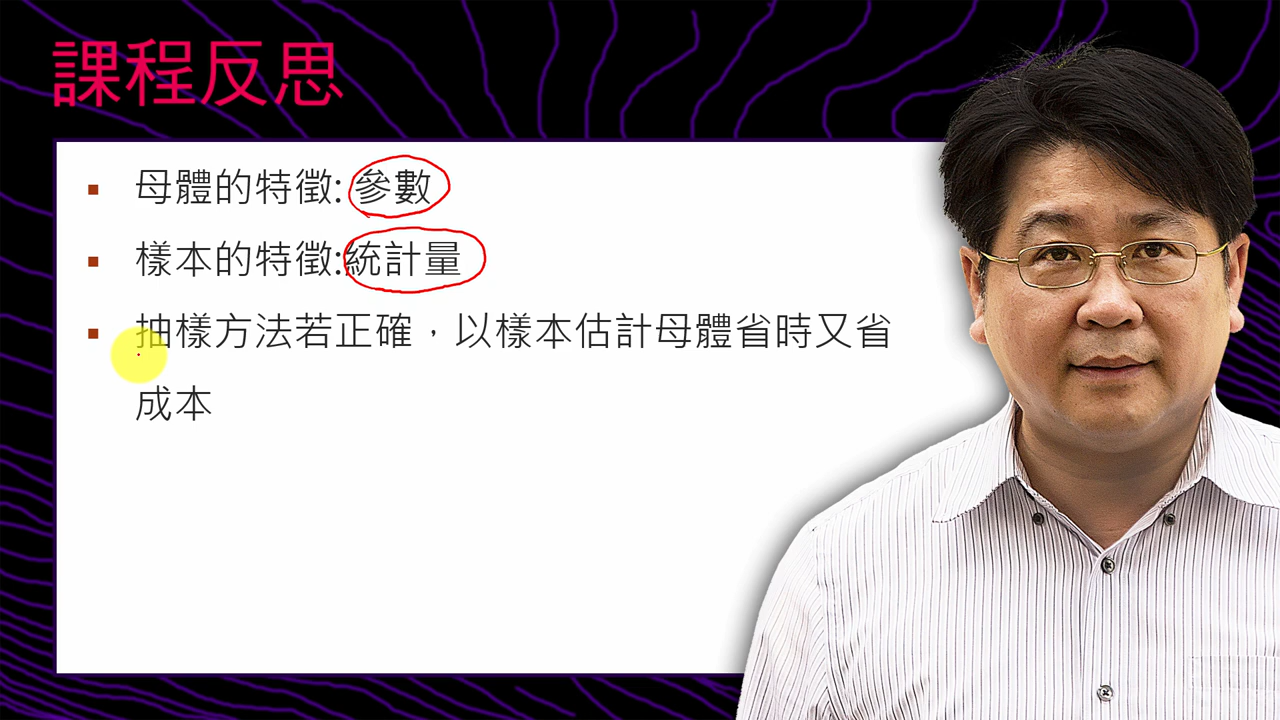 課程反思
母體的特徵: 參數
樣本的特徵:統計量
抽樣方法若正確，以樣本估計母體省時又省
成本